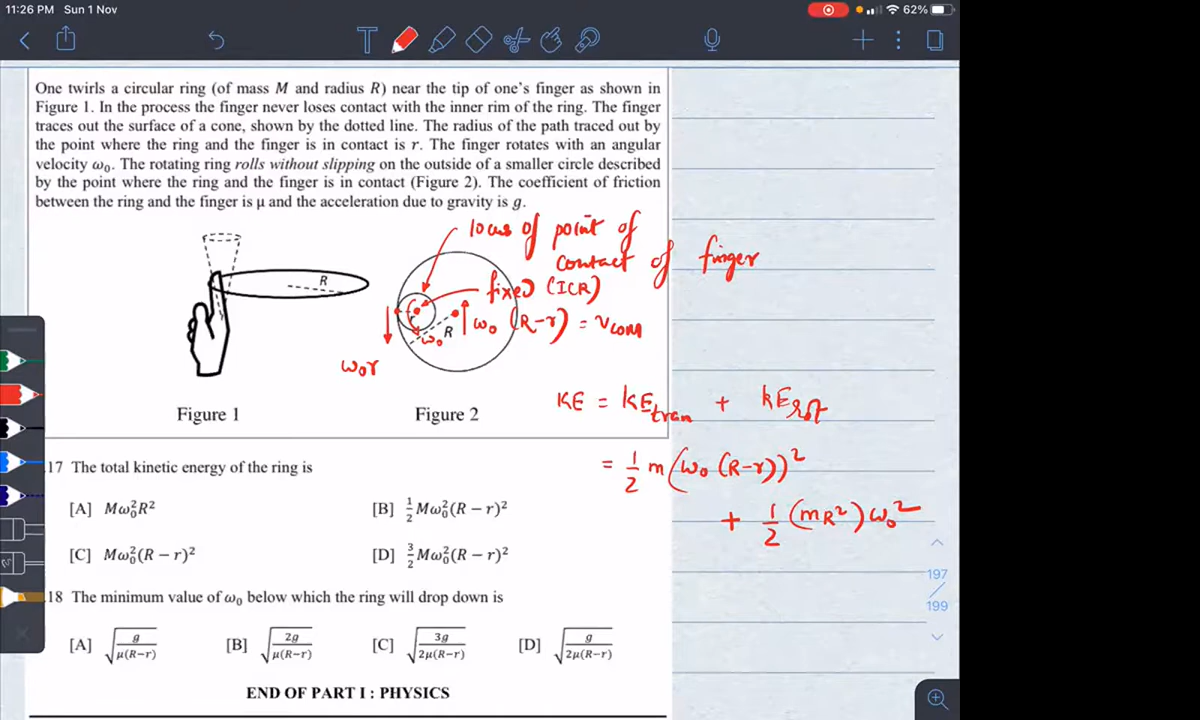 11:26 PM Sun 1 Nov
62%
One twirls a circular ring (of mass M and radius R) near the tip of one's finger as shown in
Figure 1. In the process the finger never loses contact with the inner rim of the ring. The finger
traces out the surface of a cone, shown by the dotted line. The radius of the path traced out by
the point where the ring and the finger is in contact is r. The finger rotates with an angular
velocity ω₀. The rotating ring rolls without slipping on the outside of a smaller circle described
by the point where the ring and the finger is in contact (Figure 2). The coefficient of friction
between the ring and the finger is μ and the acceleration due to gravity is g.
locus of point of
contact of finger
fixed (ICR)
ω₀ (R-r) = v_com
R
r
R
ω₀
ω₀r
Figure 1
Figure 2
KE = KE_tran + KE_rot
= 1/2 m (ω₀ (R-r))²
+ 1/2 (mR²) ω₀²
.17 The total kinetic energy of the ring is
[A] Mω₀²R²
[B] 1/2 Mω₀²(R − r)²
[C] Mω₀²(R − r)²
[D] 3/2 Mω₀²(R − r)²
.18 The minimum value of ω₀ below which the ring will drop down is
[A] √(g/μ(R−r))
[B] √(2g/μ(R−r))
[C] √(3g/2μ(R−r))
[D] √(g/2μ(R−r))
END OF PART I : PHYSICS
197
/
199